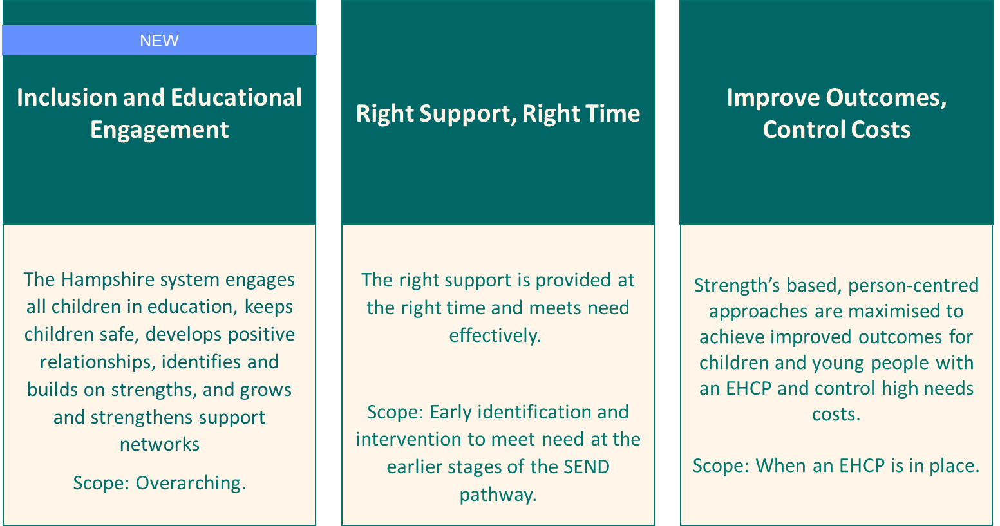 NEW
Inclusion and Educational
Engagement
The Hampshire system engages
all children in education, keeps
children safe, develops positive
relationships, identifies and
builds on strengths, and grows
and strengthens support
networks
Scope: Overarching.
Right Support, Right Time
The right support is provided at
the right time and meets need
effectively.
Scope: Early identification and
intervention to meet need at the
earlier stages of the SEND
pathway.
Improve Outcomes,
Control Costs
Strength’s based, person-centred
approaches are maximised to
achieve improved outcomes for
children and young people with
an EHCP and control high needs
costs.
Scope: When an EHCP is in place.